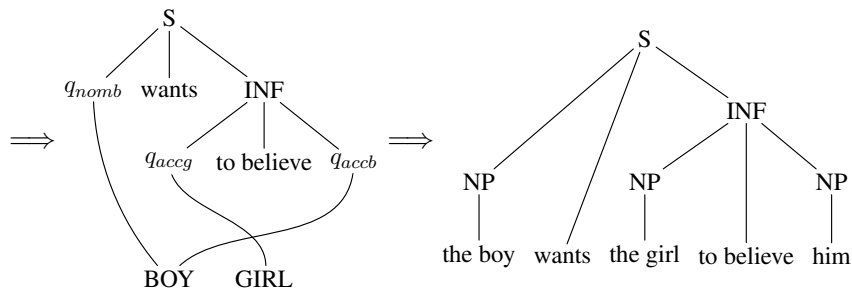 S
S
q_nomb wants INF
INF
⟹ q_accg to believe q_accb ⟹
NP NP NP
the boy wants the girl to believe him
BOY GIRL